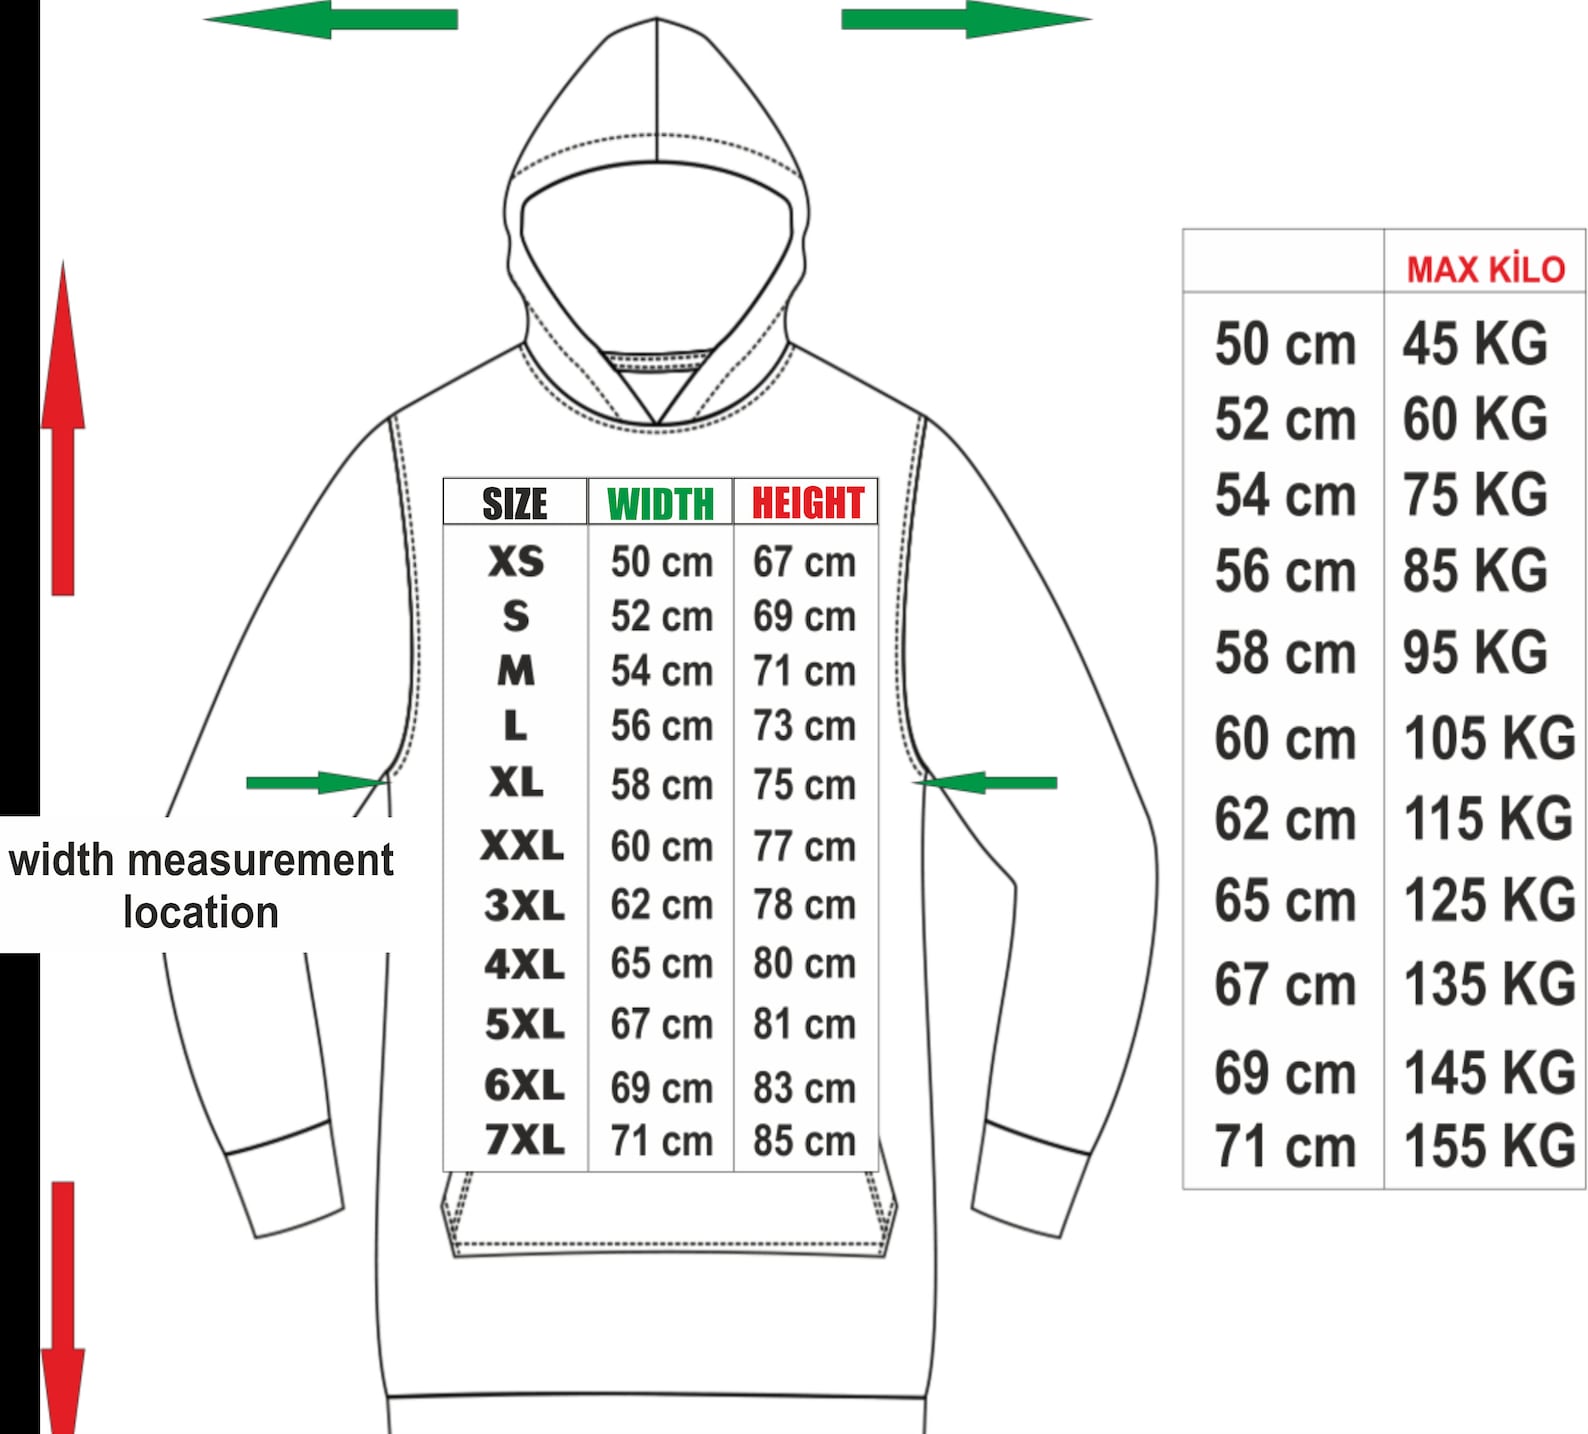 SIZE WIDTH HEIGHT
XS 50 cm 67 cm
S 52 cm 69 cm
M 54 cm 71 cm
L 56 cm 73 cm
XL 58 cm 75 cm
XXL 60 cm 77 cm
3XL 62 cm 78 cm
4XL 65 cm 80 cm
5XL 67 cm 81 cm
6XL 69 cm 83 cm
7XL 71 cm 85 cm
width measurement
location
MAX KİLO
50 cm 45 KG
52 cm 60 KG
54 cm 75 KG
56 cm 85 KG
58 cm 95 KG
60 cm 105 KG
62 cm 115 KG
65 cm 125 KG
67 cm 135 KG
69 cm 145 KG
71 cm 155 KG